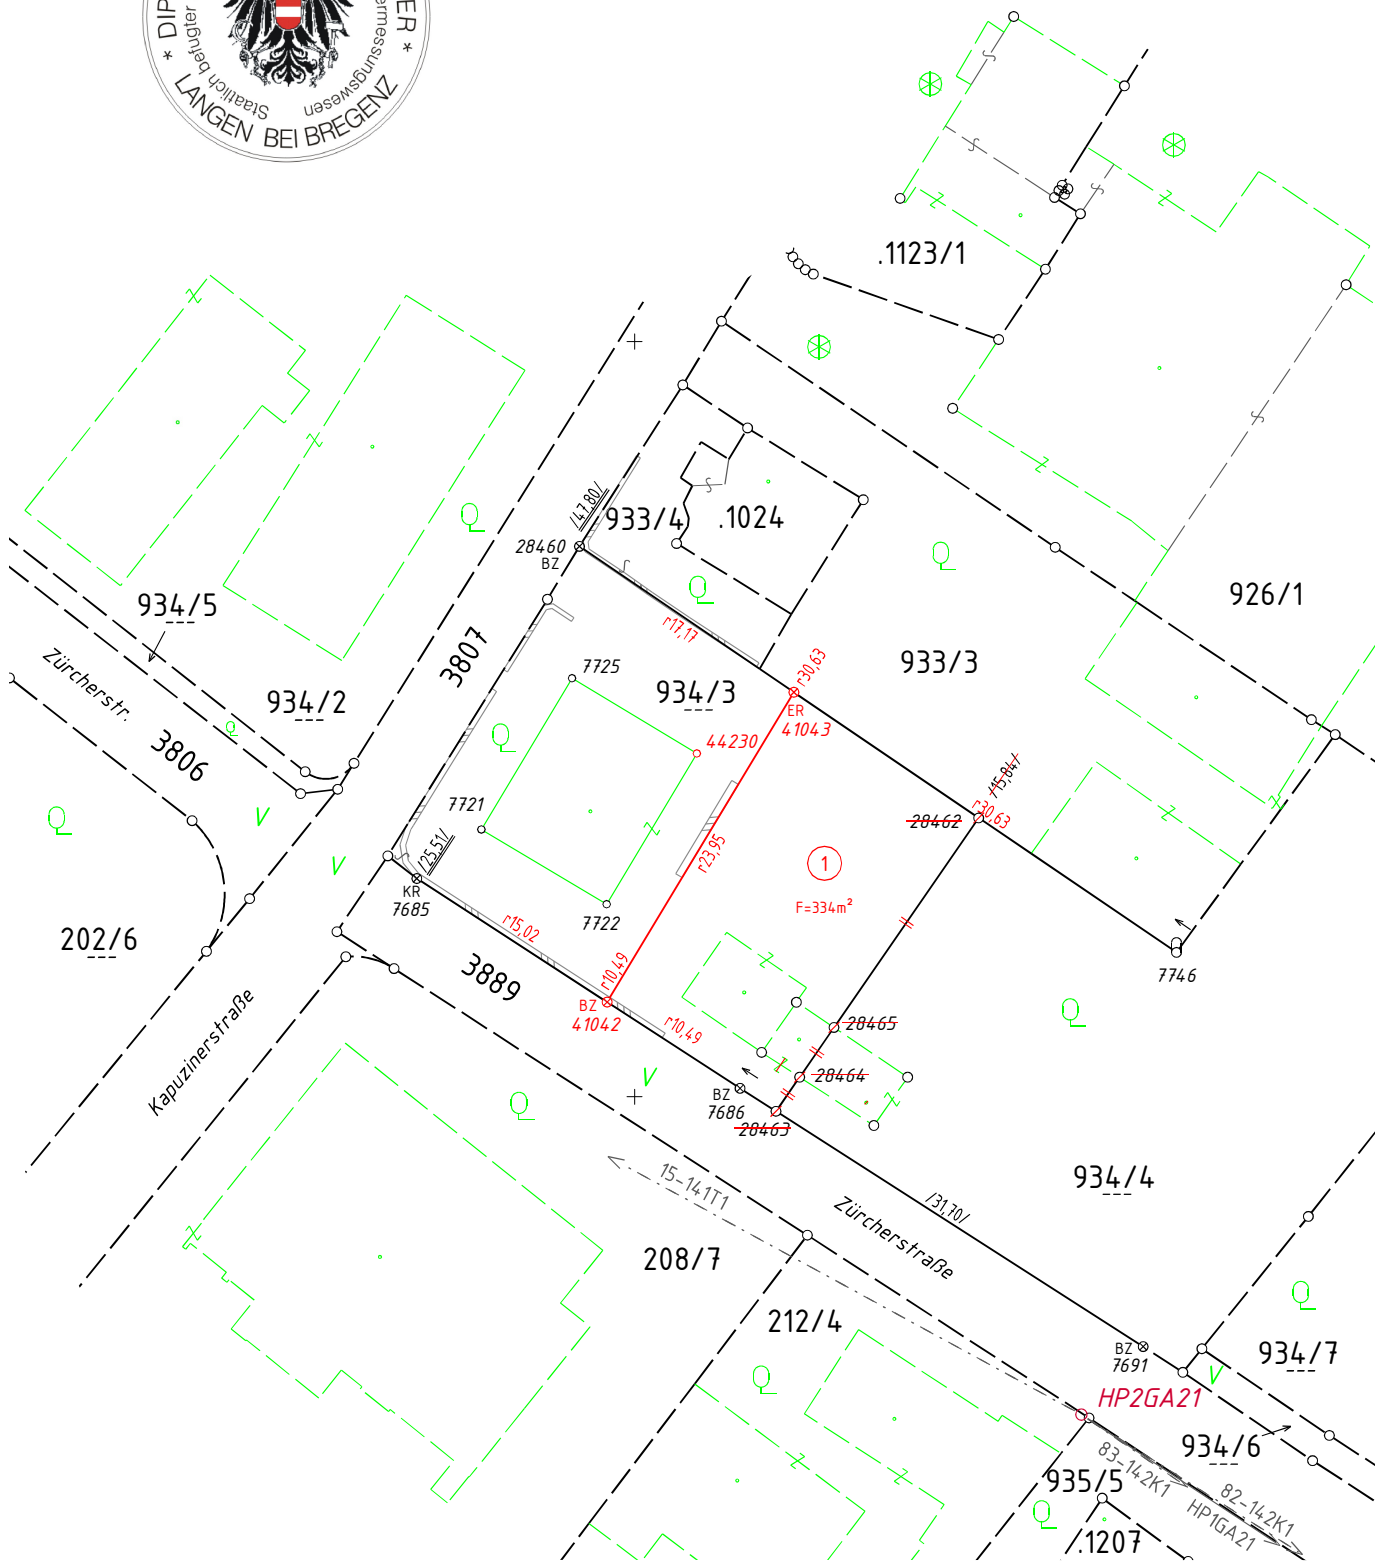 * DIP
ER *
Staatlich befugter
ermessungswesen
LANGEN BEI BREGENZ
.1123/1
/47.80/
933/4
.1024
28460
BZ
926/1
934/5
r17,17
3807
r30,63
933/3
Zürcherstr.
7725
934/3
934/2
ER
41043
3806
44230
/15,84/
7721
r30,63
28462
/25,51/
r23,95
1
KR
7685
F=334m²
7722
r15,02
202/6
3889
r10,49
7746
BZ
41042
r10,49
28465
Kapuzinerstraße
28464
BZ
7686
28463
15-141T1
934/4
/31,70/
Zürcherstraße
208/7
212/4
BZ
7691
934/7
HP2GA21
934/6
83-142K1
935/5
82-142K1
HP1GA21
.1207